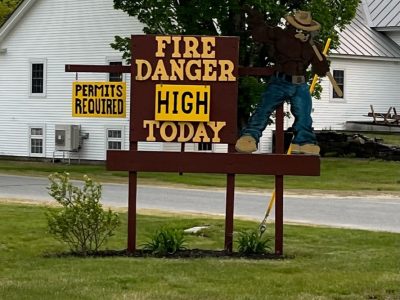 FIRE
DANGER
PERMITS
REQUIRED
HIGH
TODAY